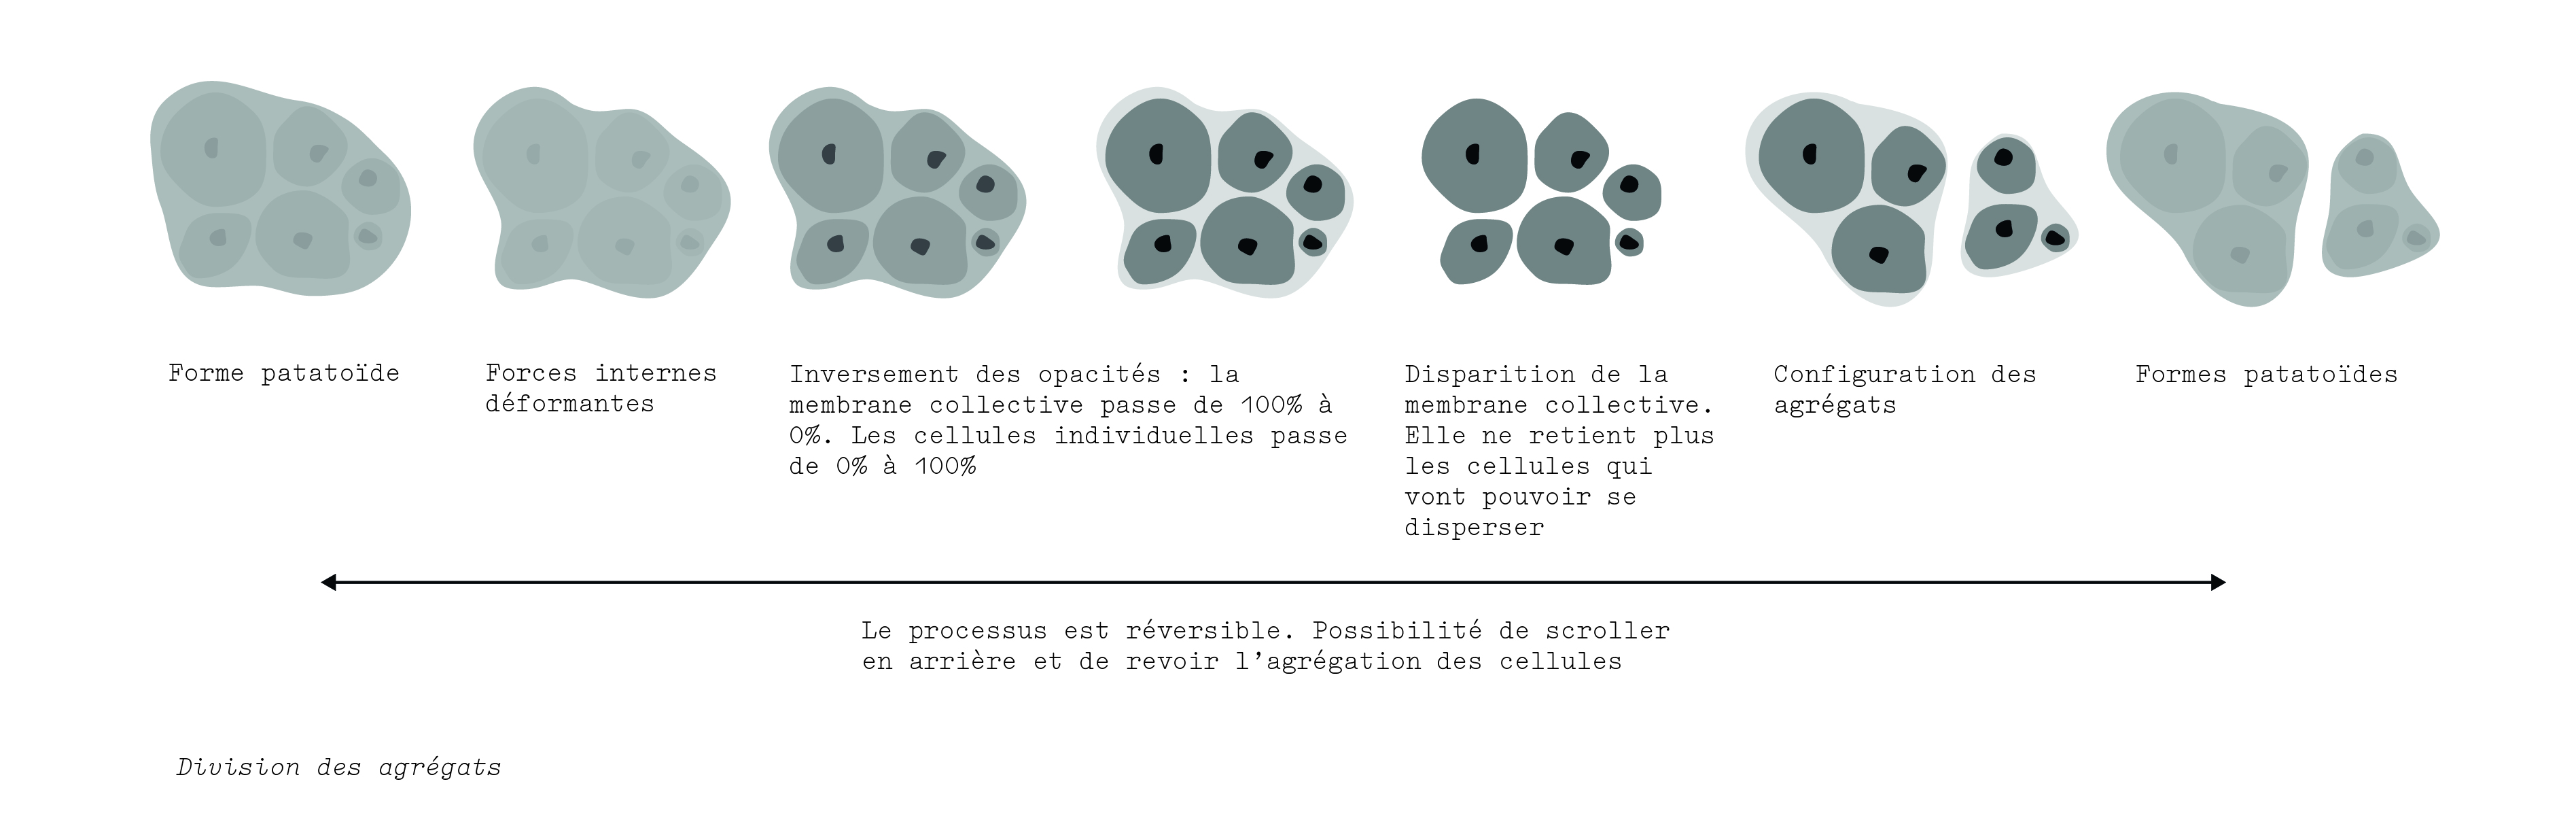 Forme patatoïde
Forces internes
déformantes
Inversement des opacités : la
membrane collective passe de 100% à
0%. Les cellules individuelles passe
de 0% à 100%
Disparition de la
membrane collective.
Elle ne retient plus
les cellules qui
vont pouvoir se
disperser
Configuration des
agrégats
Formes patatoïdes
Le processus est réversible. Possibilité de scroller
en arrière et de revoir l’agrégation des cellules
Division des agrégats